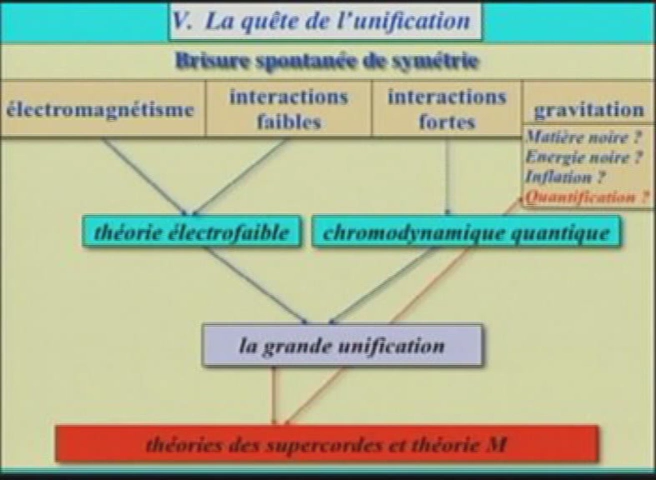 V. La quête de l'unification
Brisure spontanée de symétrie
électromagnétisme
interactions
faibles
interactions
fortes
gravitation
Matière noire ?
Energie noire ?
Inflation ?
Quantification ?
théorie électrofaible
chromodynamique quantique
la grande unification
théories des supercordes et théorie M